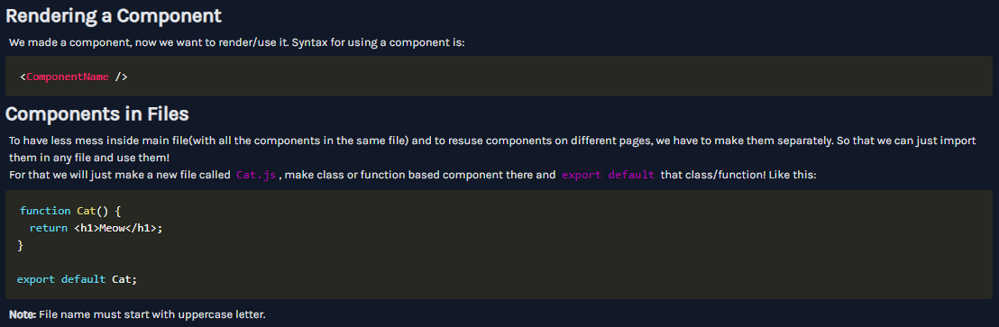 Rendering a Component
We made a component, now we want to render/use it. Syntax for using a component is:
<ComponentName />
Components in Files
To have less mess inside main file(with all the components in the same file) and to resuse components on different pages, we have to make them separately. So that we can just import
them in any file and use them!
For that we will just make a new file called Cat.js, make class or function based component there and export default that class/function! Like this:
function Cat() {
  return <h1>Meow</h1>;
}
export default Cat;
Note: File name must start with uppercase letter.